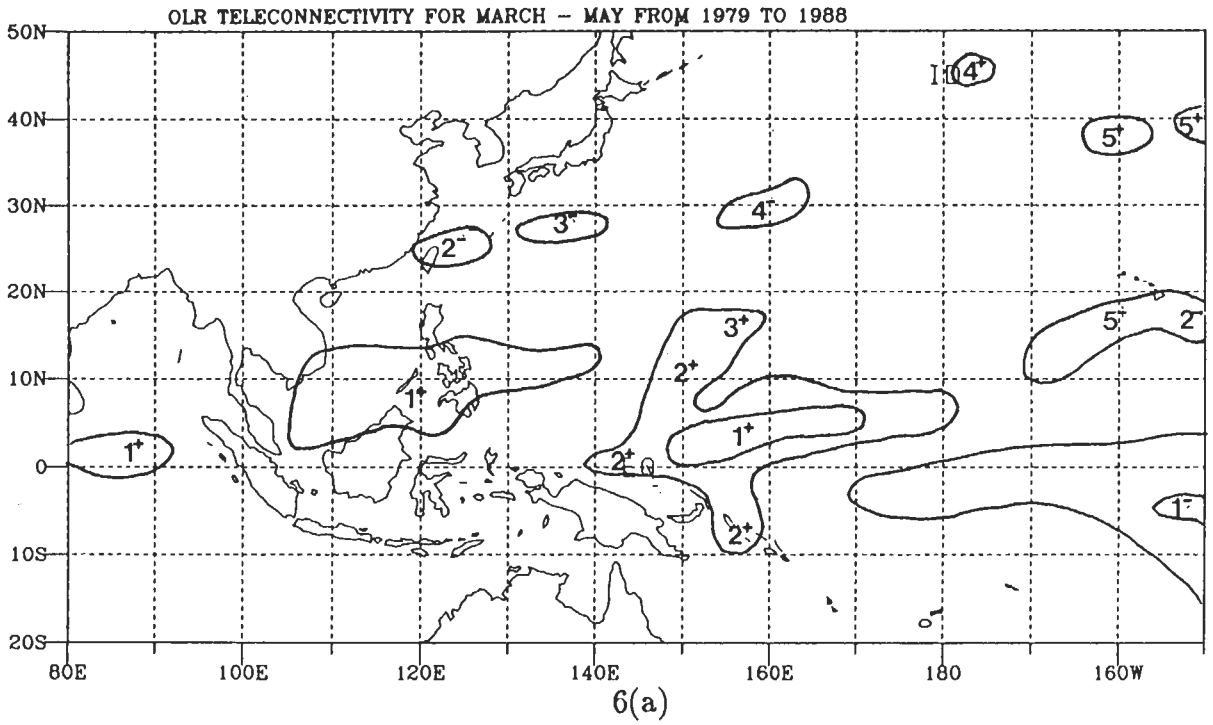 OLR TELECONNECTIVITY FOR MARCH – MAY FROM 1979 TO 1988
50N
ID 4+
40N
5+ 5+
30N
4-
3-
2-
20N
3+ 5- 2-
2+
10N
1+
1+
1+
0
2+ EQ
1-
2+
10S
20S
80E 100E 120E 140E 160E 180 160W
6(a)